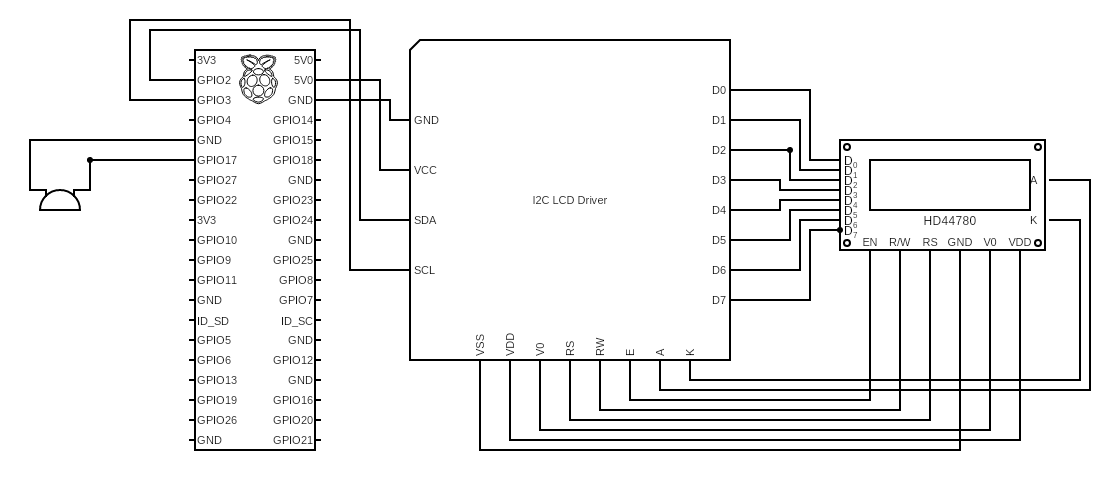 3V3 5V0
GPIO2 5V0
GPIO3 GND
GPIO4 GPIO14
GND GPIO15
GPIO17 GPIO18
GPIO27 GND
GPIO22 GPIO23
3V3 GPIO24
GPIO10 GND
GPIO9 GPIO25
GPIO11 GPIO8
GND GPIO7
ID_SD ID_SC
GPIO5 GND
GPIO6 GPIO12
GPIO13 GND
GPIO19 GPIO16
GPIO26 GPIO20
GND GPIO21
GND
VCC
SDA
SCL
I2C LCD Driver
D0
D1
D2
D3
D4
D5
D6
D7
VSS VDD V0 RS RW E A K
D0
D1
D2
D3
D4
D5
D6
D7
A
K
HD44780
EN R/W RS GND V0 VDD